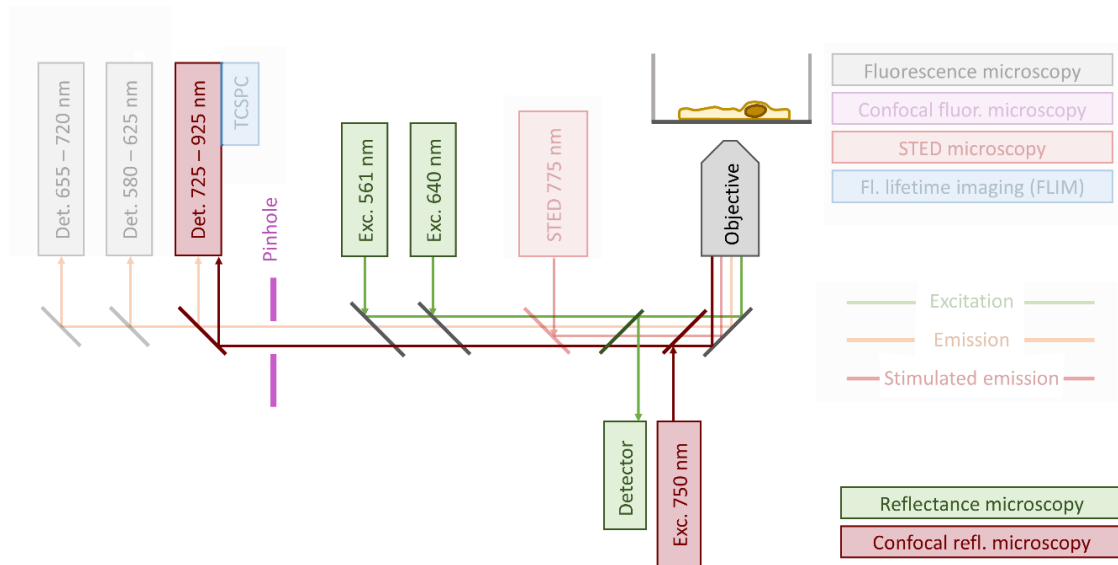 Det. 655 – 720 nm
Det. 580 – 625 nm
Det. 725 – 925 nm
TCSPC
Pinhole
Exc. 561 nm
Exc. 640 nm
STED 775 nm
Objective
Detector
Exc. 750 nm
Fluorescence microscopy
Confocal fluor. microscopy
STED microscopy
Fl. lifetime imaging (FLIM)
Excitation
Emission
Stimulated emission
Reflectance microscopy
Confocal refl. microscopy